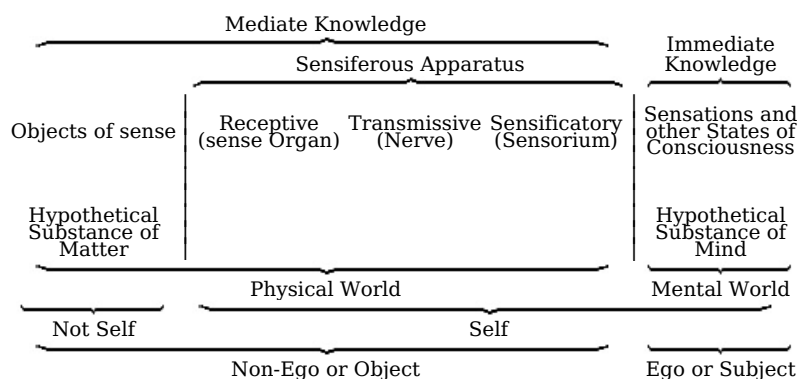 Mediate Knowledge
Immediate
Knowledge
Sensiferous Apparatus
Objects of sense
Receptive
(sense Organ)
Transmissive
(Nerve)
Sensificatory
(Sensorium)
Sensations and
other States of
Consciousness
Hypothetical
Substance of
Matter
Hypothetical
Substance of
Mind
Physical World
Mental World
Not Self
Self
Non-Ego or Object
Ego or Subject